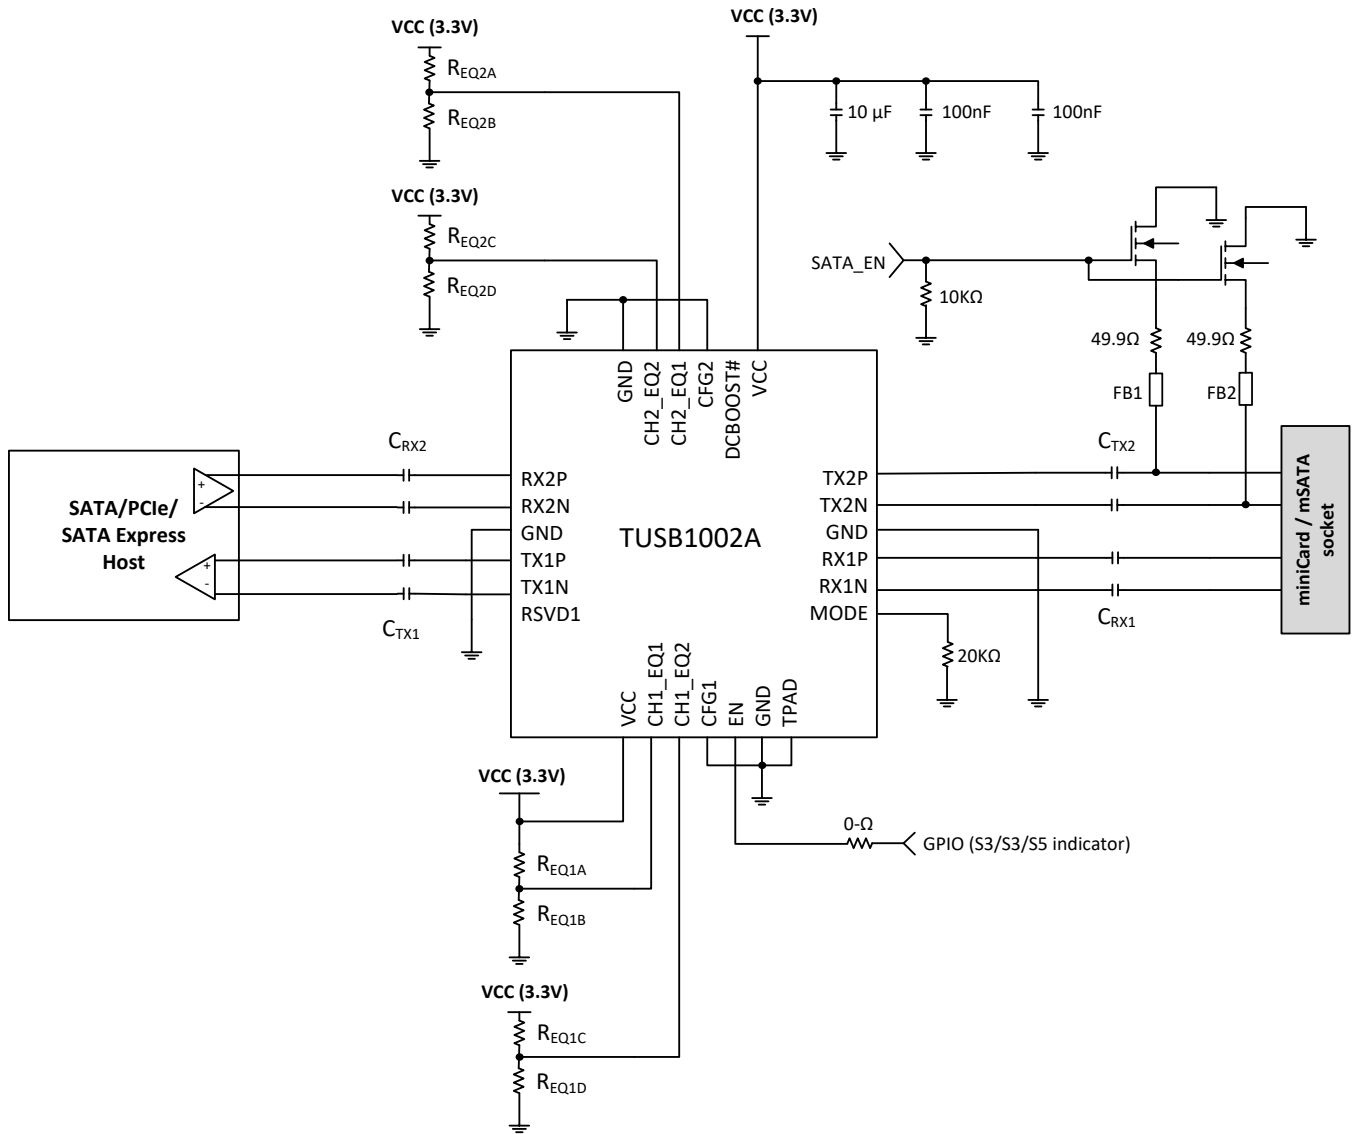 VCC (3.3V)
REQ2A
REQ2B
VCC (3.3V)
10 µF
100nF
100nF
VCC (3.3V)
REQ2C
REQ2D
SATA_EN
10KΩ
49.9Ω
49.9Ω
FB1
FB2
GND
CH2_EQ2
CH2_EQ1
CFG2
DCBOOST#
VCC
CRX2
CTX2
SATA/PCIe/
SATA Express
Host
+
-
+
-
RX2P
RX2N
GND
TX1P
TX1N
RSVD1
TUSB1002A
TX2P
TX2N
GND
RX1P
RX1N
MODE
miniCard / mSATA
socket
CTX1
CRX1
20KΩ
VCC
CH1_EQ1
CH1_EQ2
CFG1
EN
GND
TPAD
VCC (3.3V)
REQ1A
REQ1B
0-Ω
GPIO (S3/S3/S5 indicator)
VCC (3.3V)
REQ1C
REQ1D